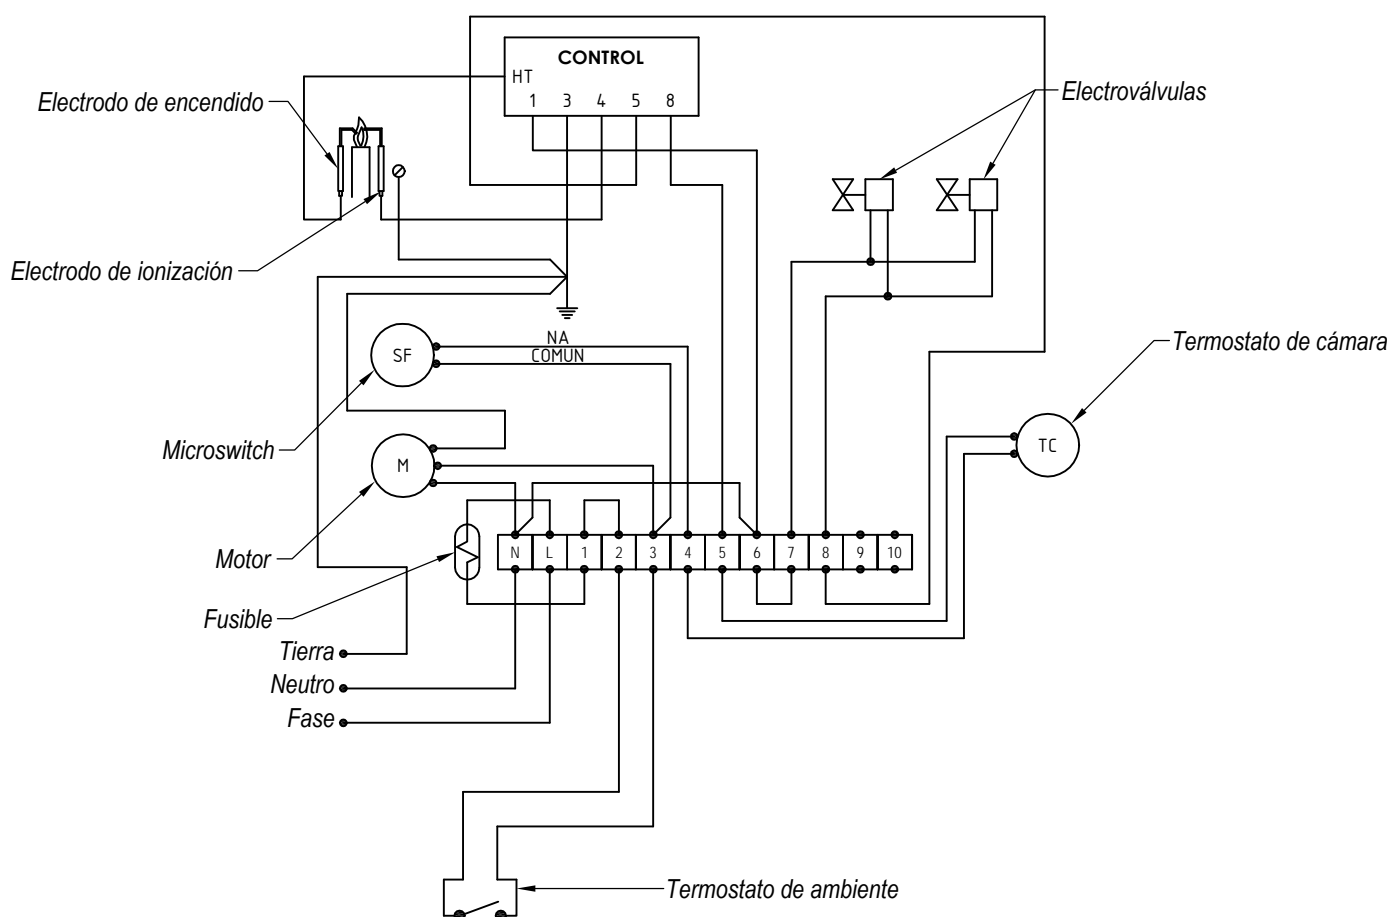 CONTROL
HT
1 3 4 5 8
Electrodo de encendido
Electroválvulas
Electrodo de ionización
NA
COMUN
SF
Termostato de cámara
Microswitch
M
TC
Motor
N L 1 2 3 4 5 6 7 8 9 10
Fusible
Tierra
Neutro
Fase
Termostato de ambiente